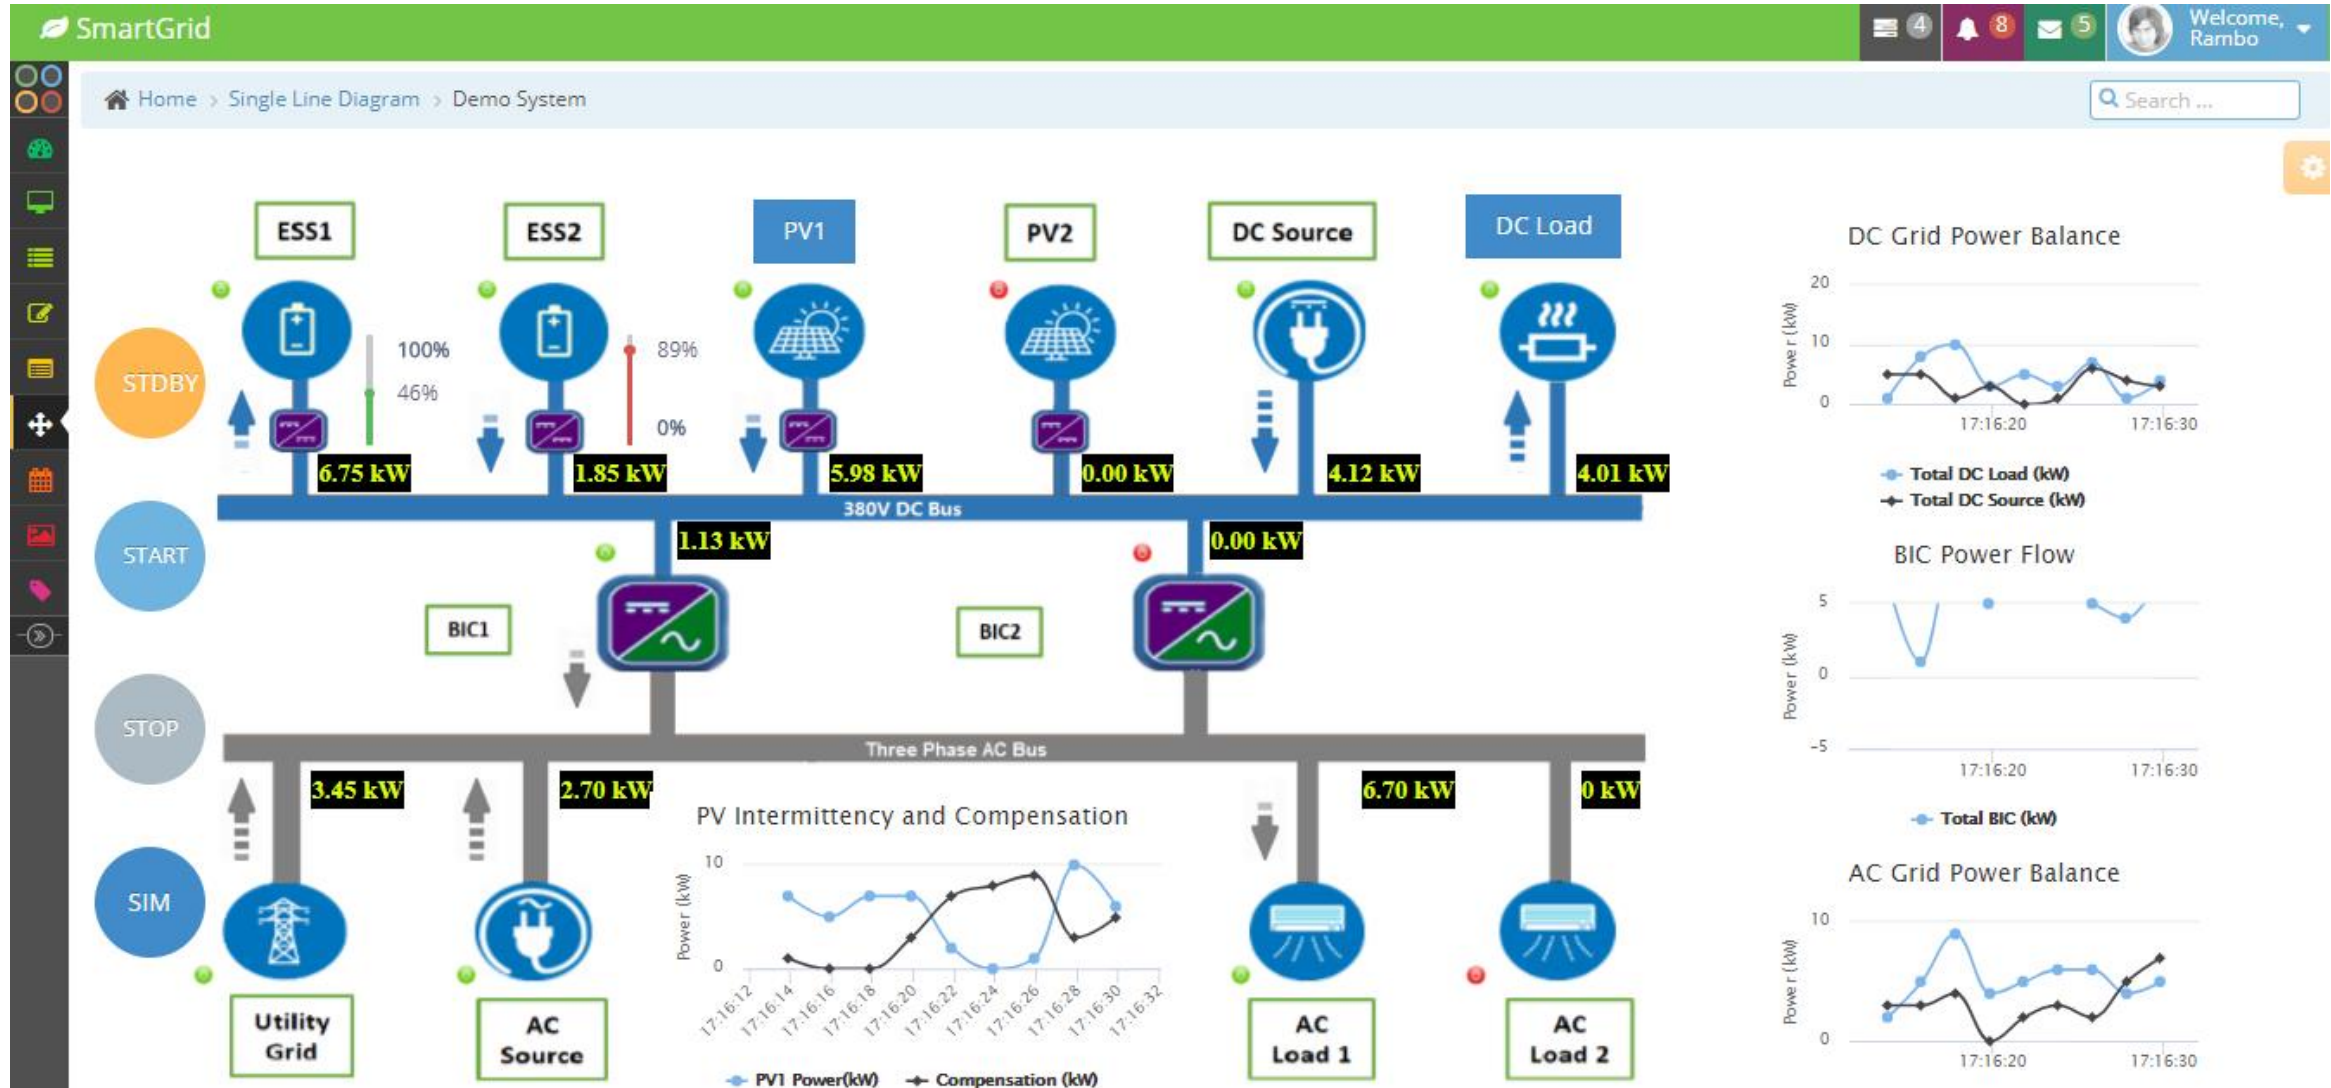 SmartGrid
4
8
5
Welcome,
Rambo
Home > Single Line Diagram > Demo System
Search ...
ESS1
ESS2
PV1
PV2
DC Source
DC Load
100%
46%
89%
0%
STDBY
START
STOP
SIM
6.75 kW
1.85 kW
5.98 kW
0.00 kW
4.12 kW
4.01 kW
380V DC Bus
1.13 kW
0.00 kW
BIC1
BIC2
Three Phase AC Bus
3.45 kW
2.70 kW
6.70 kW
0 kW
Utility
Grid
AC
Source
PV Intermittency and Compensation
Power (kW)
10
0
17:16:12
17:16:14
17:16:16
17:16:18
17:16:20
17:16:22
17:16:24
17:16:26
17:16:28
17:16:30
17:16:32
PV1 Power(kW)
Compensation (kW)
AC
Load 1
AC
Load 2
DC Grid Power Balance
Power (kW)
20
10
0
17:16:20
17:16:30
Total DC Load (kW)
Total DC Source (kW)
BIC Power Flow
Power (kW)
5
0
-5
17:16:20
17:16:30
Total BIC (kW)
AC Grid Power Balance
Power (kW)
10
0
17:16:20
17:16:30